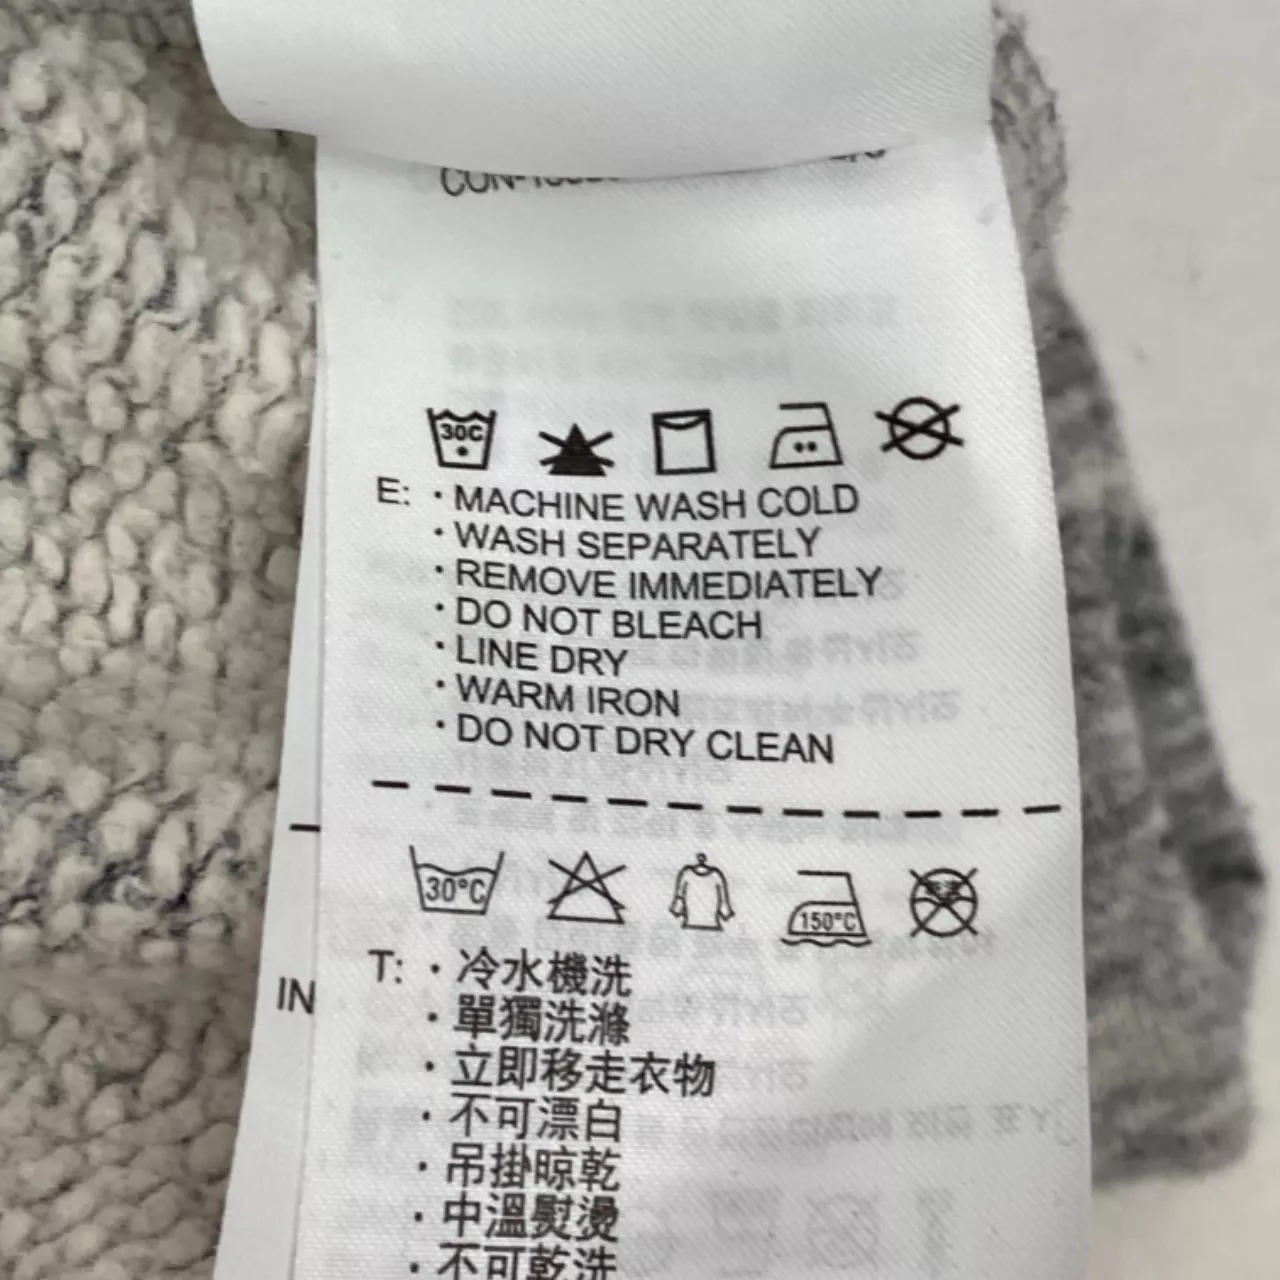 30C
E: · MACHINE WASH COLD
· WASH SEPARATELY
· REMOVE IMMEDIATELY
· DO NOT BLEACH
· LINE DRY
· WARM IRON
· DO NOT DRY CLEAN
30°C 150°C
IN
T: · 冷水機洗
· 單獨洗滌
· 立即移走衣物
· 不可漂白
· 吊掛晾乾
· 中溫熨燙
· 不可乾洗